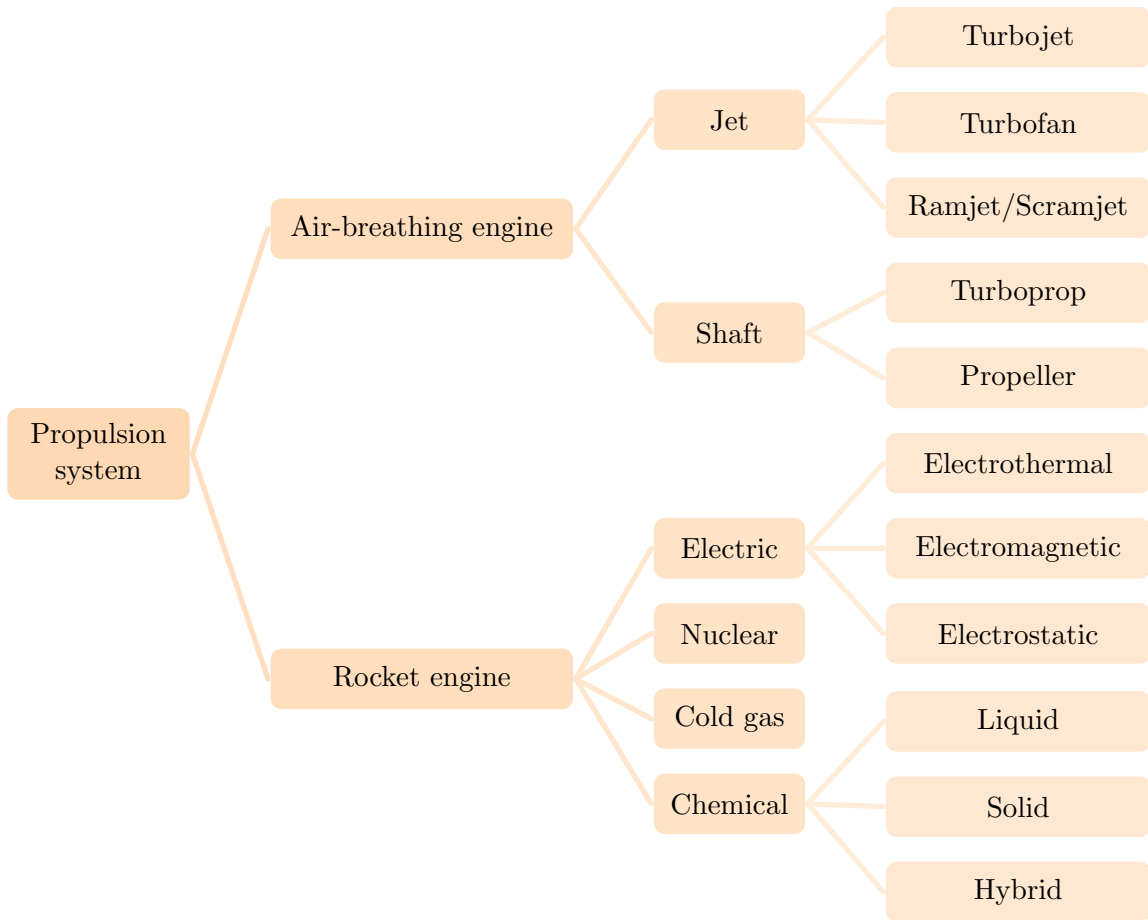 Propulsion
system
Air-breathing engine
Jet
Turbojet
Turbofan
Ramjet/Scramjet
Shaft
Turboprop
Propeller
Rocket engine
Electric
Electrothermal
Electromagnetic
Electrostatic
Nuclear
Cold gas
Chemical
Liquid
Solid
Hybrid